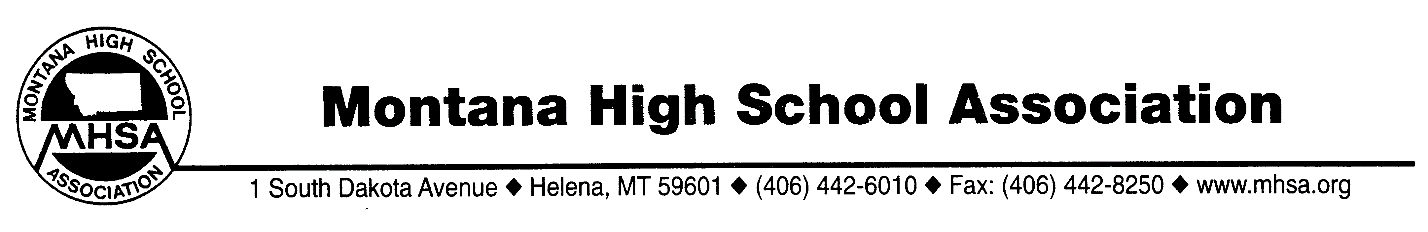 MONTANA HIGH SCHOOL
MHSA
ASSOCIATION
Montana High School Association
1 South Dakota Avenue ♦ Helena, MT 59601 ♦ (406) 442-6010 ♦ Fax: (406) 442-8250 ♦ www.mhsa.org